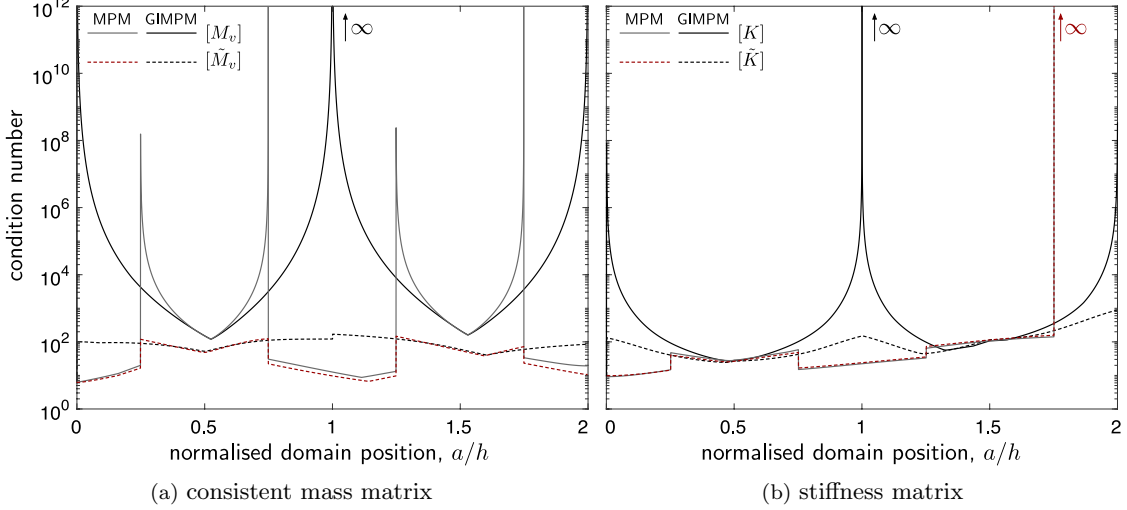 MPM GIMPM
[M_v]
[M̃_v]
∞
condition number
10^12
10^10
10^8
10^6
10^4
10^2
10^0
0 0.5 1 1.5 2
normalised domain position, a/h
(a) consistent mass matrix
MPM GIMPM
[K]
[K̃]
∞
∞
0 0.5 1 1.5 2
normalised domain position, a/h
(b) stiffness matrix